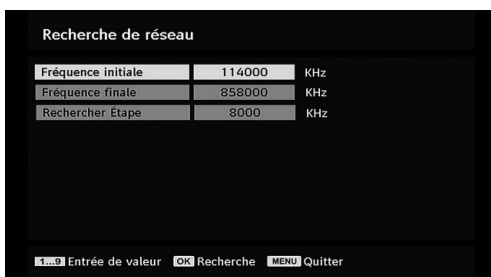 Recherche de réseau
Fréquence initiale 114000 KHz
Fréquence finale 858000 KHz
Rechercher Étape 8000 KHz
1...9 Entrée de valeur OK Recherche MENU Quitter